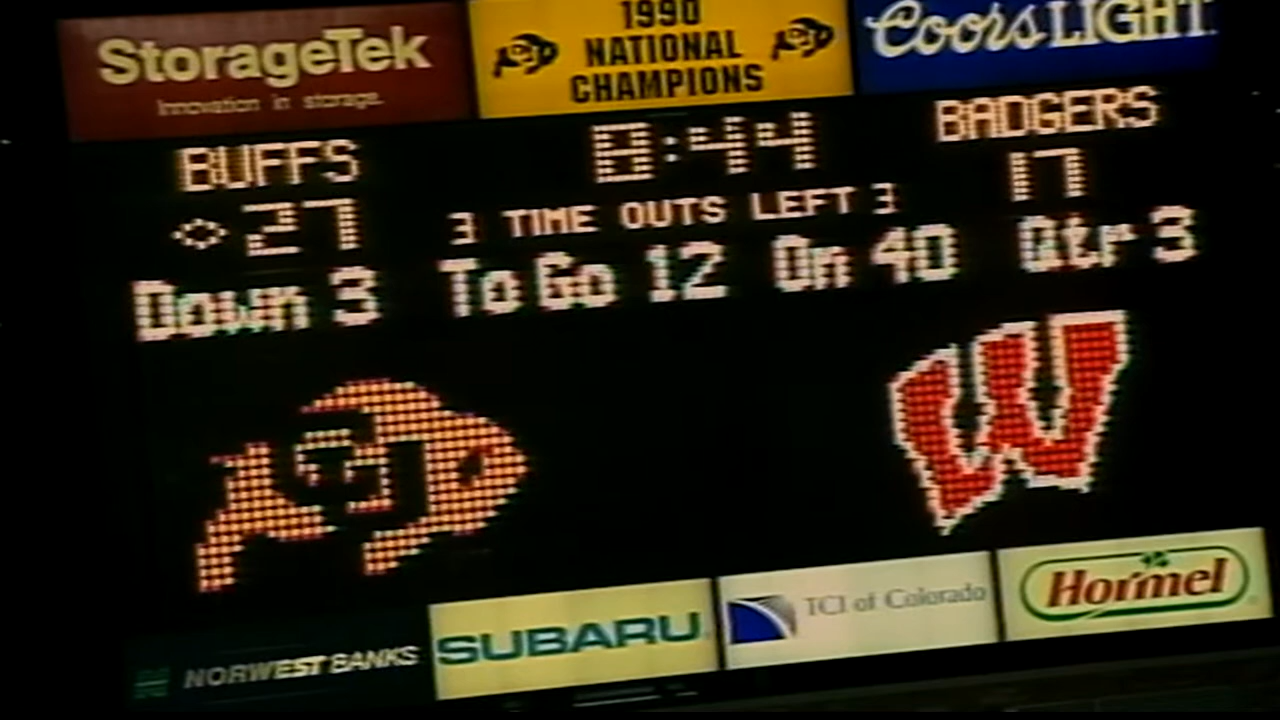 StorageTek
Innovation in storage.
1990
NATIONAL
CHAMPIONS
Coors LIGHT
BUFFS 8:44 BADGERS
27 17
3 TIME OUTS LEFT 3
Down 3 To Go 12 On 40 Qtr 3
CU
W
NORWEST BANKS
SUBARU
TCI of Colorado
Hormel